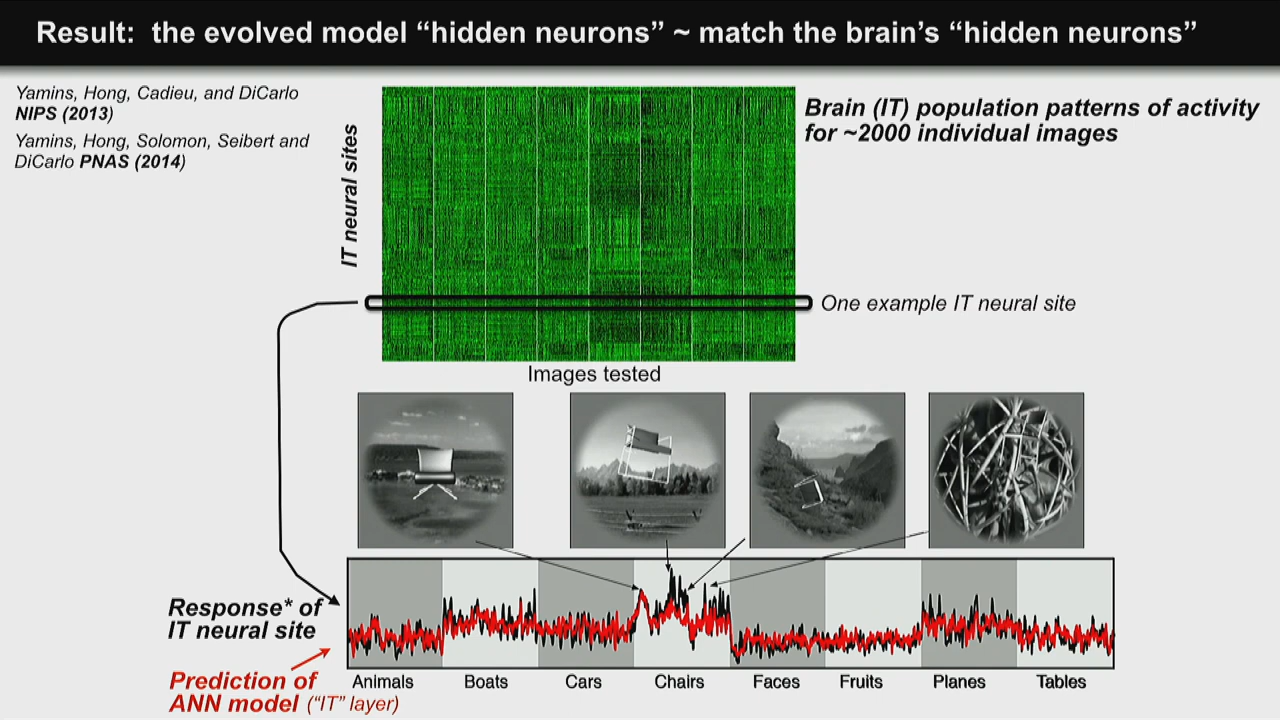 Result:  the evolved model “hidden neurons” ~ match the brain’s “hidden neurons”
Yamins, Hong, Cadieu, and DiCarlo
NIPS (2013)
Yamins, Hong, Solomon, Seibert and
DiCarlo PNAS (2014)
Brain (IT) population patterns of activity
for ~2000 individual images
IT neural sites
One example IT neural site
Images tested
Response* of
IT neural site
Prediction of
ANN model (“IT” layer)
Animals Boats Cars Chairs Faces Fruits Planes Tables